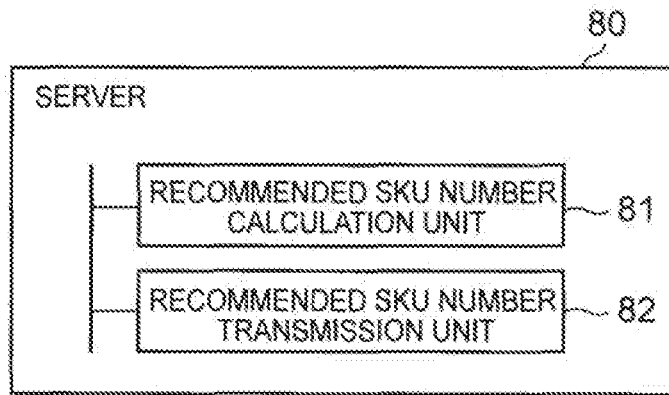 80
SERVER
RECOMMENDED SKU NUMBER
CALCULATION UNIT
81
RECOMMENDED SKU NUMBER
TRANSMISSION UNIT
82